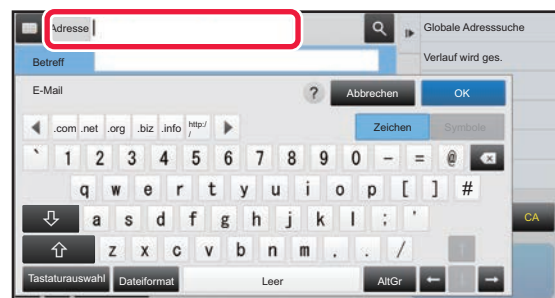 Adresse
Globale Adresssuche
Betreff
Verlauf wird ges.
E-Mail
?
Abbrechen
OK
.com .net .org .biz .info http://
Zeichen
Symbole
` 1 2 3 4 5 6 7 8 9 0 - = @
q w e r t y u i o p [ ] #
a s d f g h j k l ; '
CA
z x c v b n m , . /
Tastaturauswahl
Dateiformat
Leer
AltGr